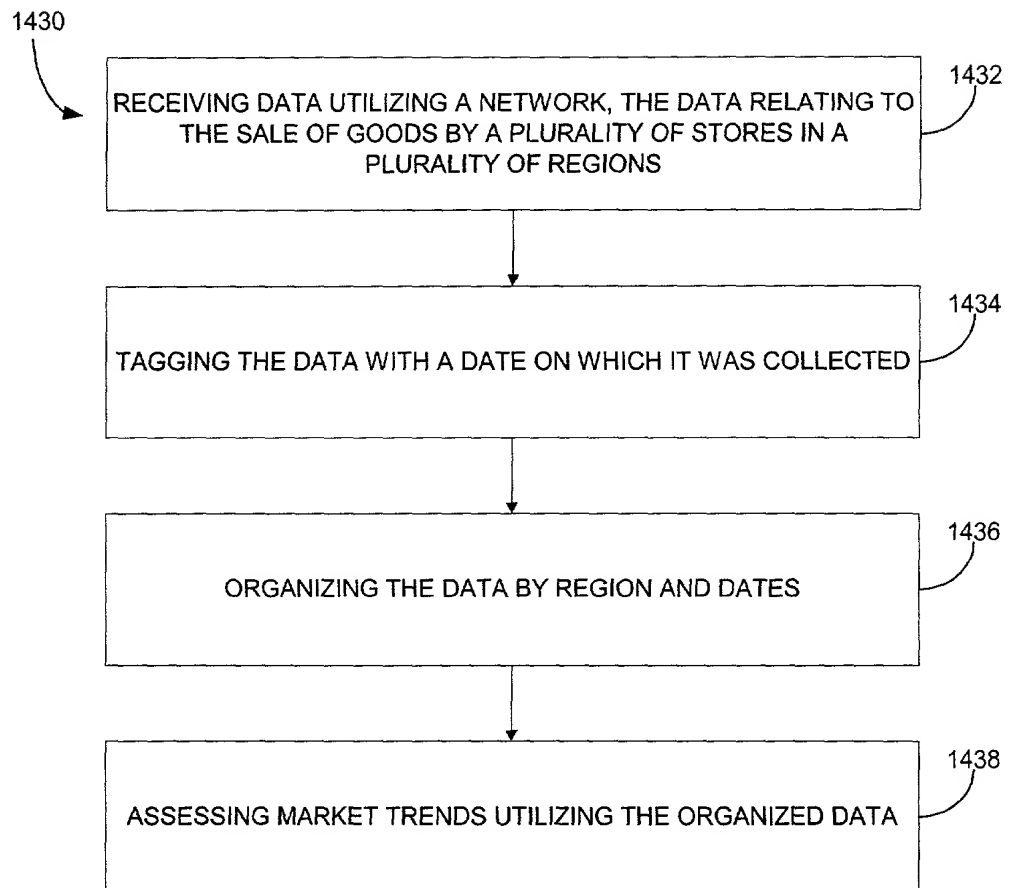 1430
1432
RECEIVING DATA UTILIZING A NETWORK, THE DATA RELATING TO
THE SALE OF GOODS BY A PLURALITY OF STORES IN A
PLURALITY OF REGIONS
1434
TAGGING THE DATA WITH A DATE ON WHICH IT WAS COLLECTED
1436
ORGANIZING THE DATA BY REGION AND DATES
1438
ASSESSING MARKET TRENDS UTILIZING THE ORGANIZED DATA